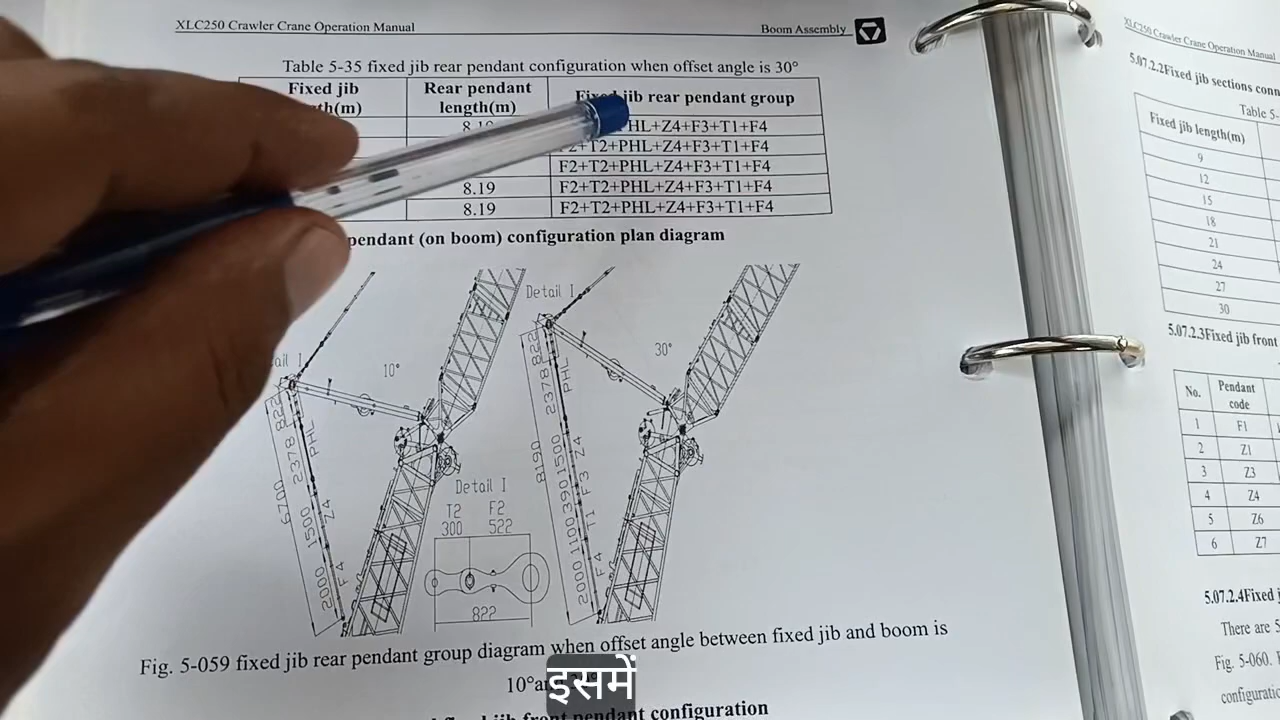 XLC250 Crawler Crane Operation Manual
Boom Assembly
Table 5-35 fixed jib rear pendant configuration when offset angle is 30°
Fixed jib
Rear pendant
length(m)
jib rear pendant group
PHL+Z4+F3+T1+F4
+T2+PHL+Z4+F3+T1+F4
F2+T2+PHL+Z4+F3+T1+F4
8.19 F2+T2+PHL+Z4+F3+T1+F4
8.19 F2+T2+PHL+Z4+F3+T1+F4
pendant (on boom) configuration plan diagram
Detail I
10°
30°
822
2378 PHL
6700
1500 Z4
2000 F4
822
2378 PHL
8190
1500 Z4
390 F3
1100 T1
2000 F4
Detail I
T2 F2
300 522
822
Fig. 5-059 fixed jib rear pendant group diagram when offset angle between fixed jib and boom is
10°
इसमें
pendant configuration
XLC250 Crawler Crane Operation Manual
5.07.2.2Fixed jib sections
Fixed jib length(m)
9
12
15
18
21
24
27
30
5.07.2.3Fixed jib front
No. Pendant code
1 F1
2 Z1
3 Z3
4 Z4
5 Z6
6 Z7
There are
Fig. 5-060.